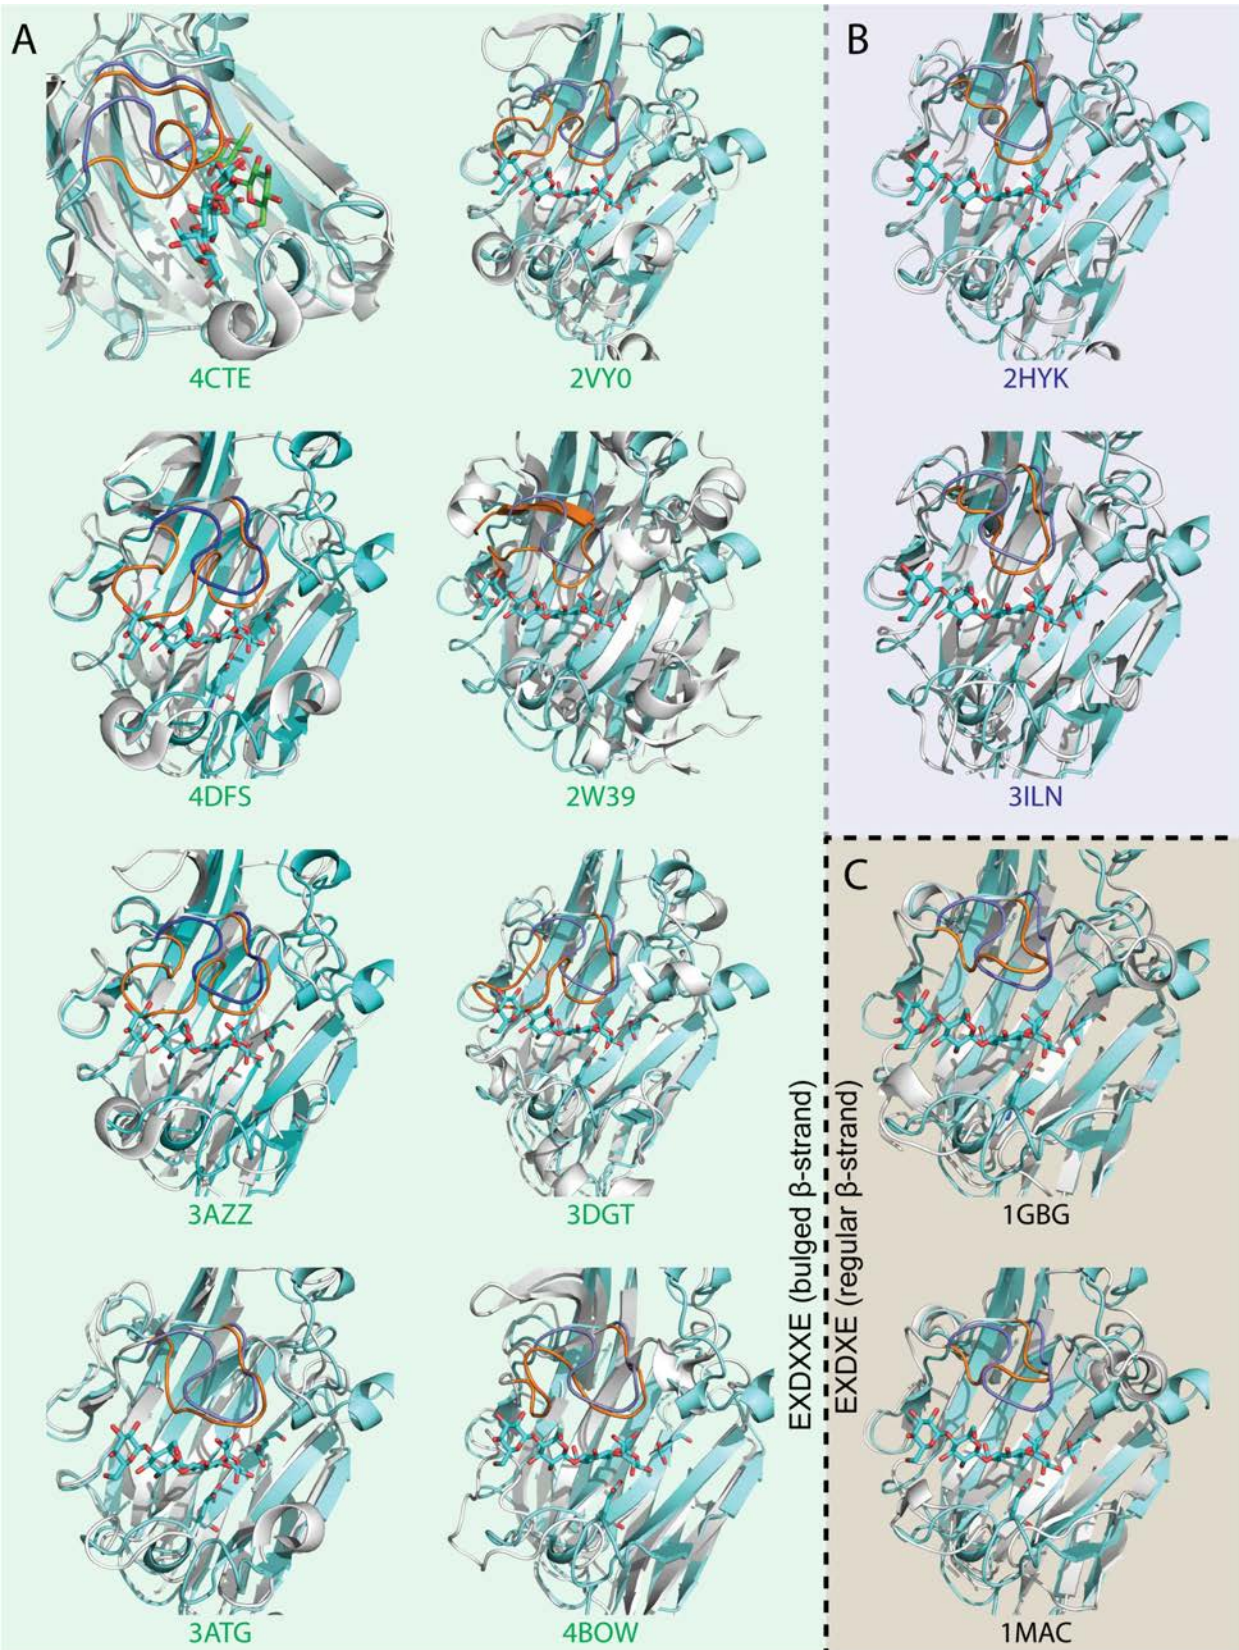 A
B
4CTE
2VY0
2HYK
4DFS
2W39
3ILN
C
3AZZ
3DGT
EXDXXE (bulged β-strand)
EXDXE (regular β-strand)
1GBG
3ATG
4BOW
1MAC